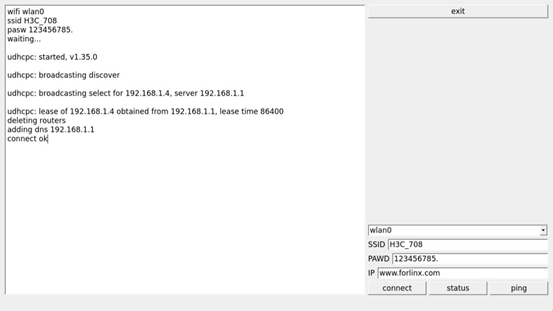 wifi wlan0
ssid H3C_708
pasw 123456785.
waiting...
udhcpc: started, v1.35.0
udhcpc: broadcasting discover
udhcpc: broadcasting select for 192.168.1.4, server 192.168.1.1
udhcpc: lease of 192.168.1.4 obtained from 192.168.1.1, lease time 86400
deleting routers
adding dns 192.168.1.1
connect ok
exit
wlan0
SSID H3C_708
PAWD 123456785.
IP www.forlinx.com
connect status ping